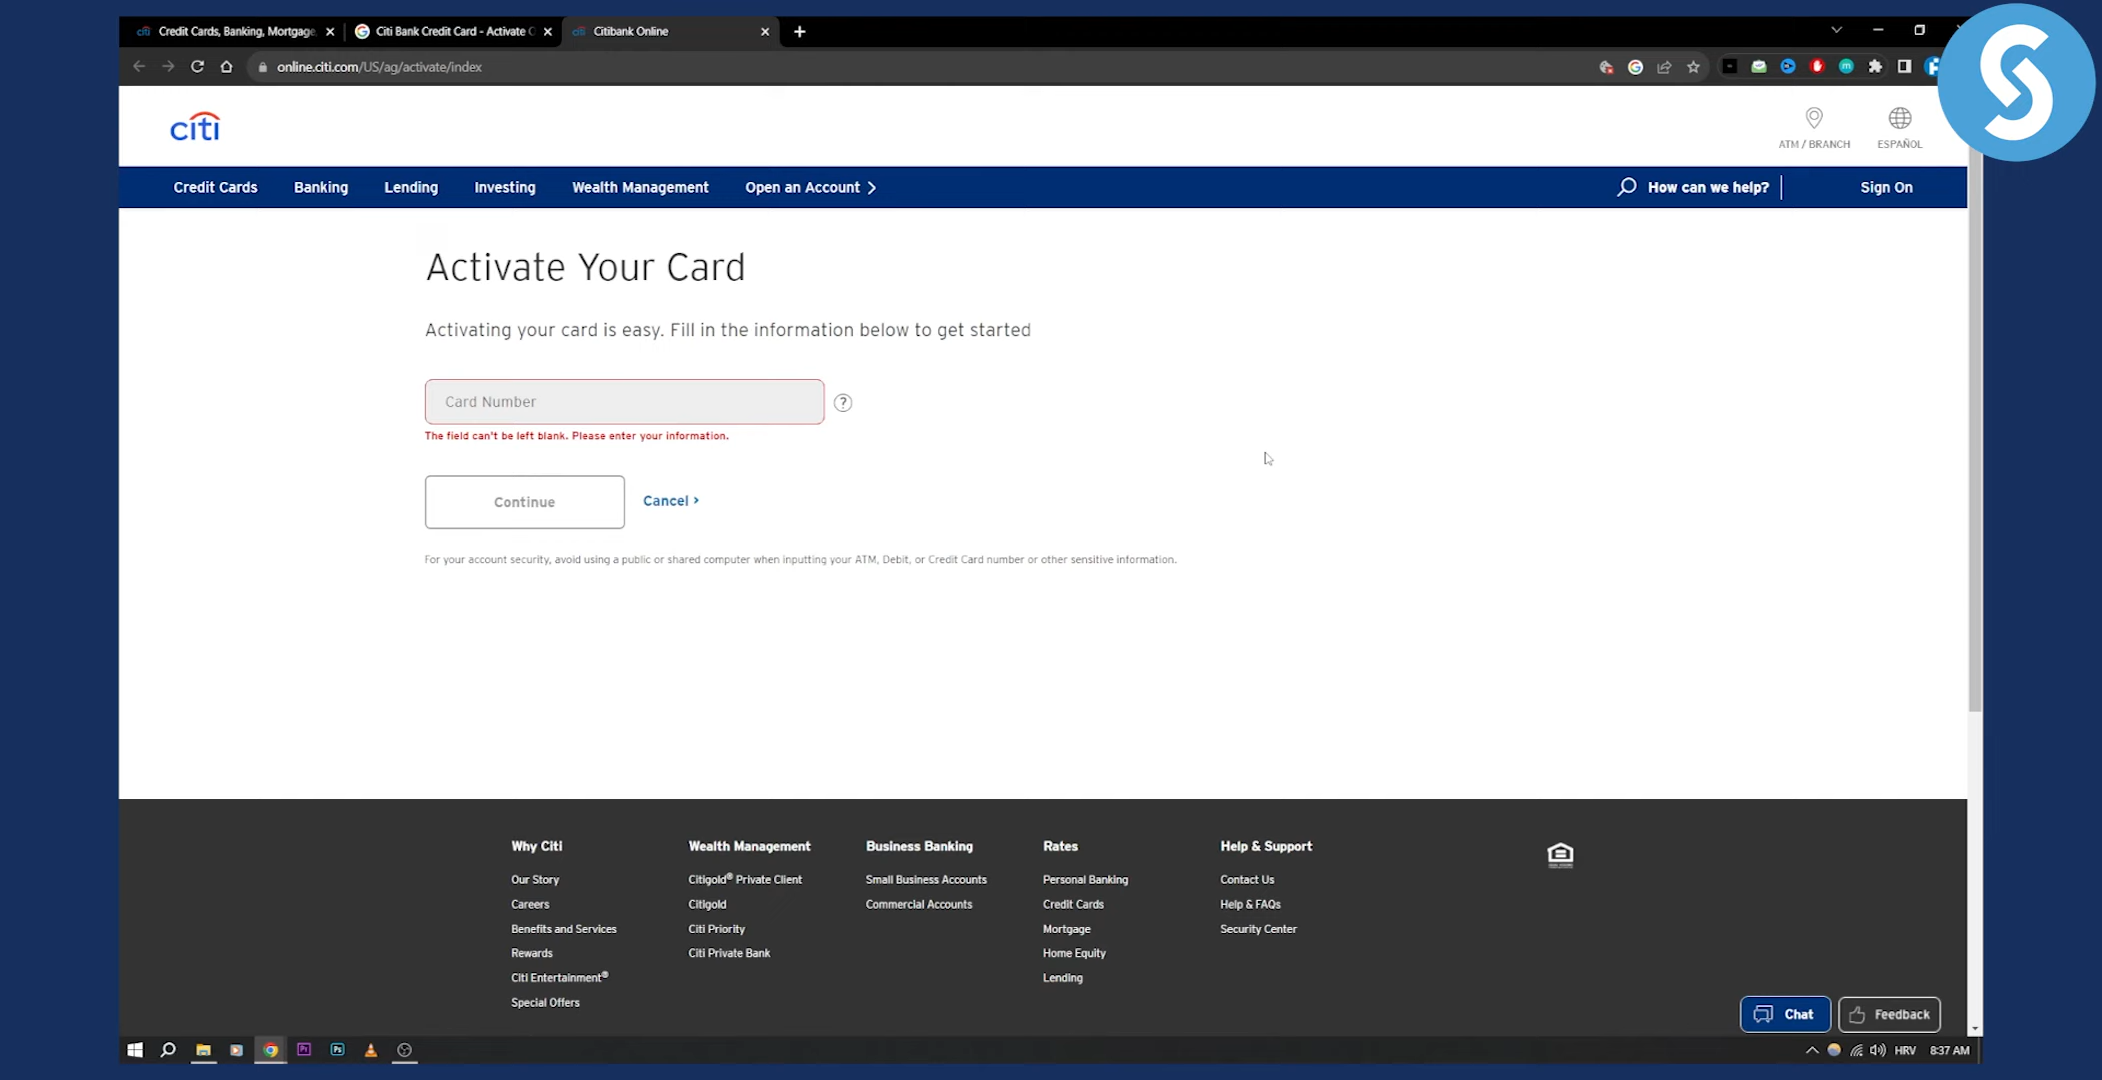 Credit Cards, Banking, Mortgage
Citi Bank Credit Card - Activate
Citibank Online
online.citi.com/US/ag/activate/index
citi
ATM / BRANCH
ESPAÑOL
Credit Cards
Banking
Lending
Investing
Wealth Management
Open an Account
How can we help?
Sign On
Activate Your Card
Activating your card is easy. Fill in the information below to get started
Card Number
?
The field can't be left blank. Please enter your information.
Continue
Cancel
For your account security, avoid using a public or shared computer when inputting your ATM, Debit, or Credit Card number or other sensitive information.
Why Citi
Our Story
Careers
Benefits and Services
Rewards
Citi Entertainment®
Special Offers
Wealth Management
Citigold® Private Client
Citigold
Citi Priority
Citi Private Bank
Business Banking
Small Business Accounts
Commercial Accounts
Rates
Personal Banking
Credit Cards
Mortgage
Home Equity
Lending
Help & Support
Contact Us
Help & FAQs
Security Center
Chat
Feedback
Pr
Ps
HRV
8:37 AM